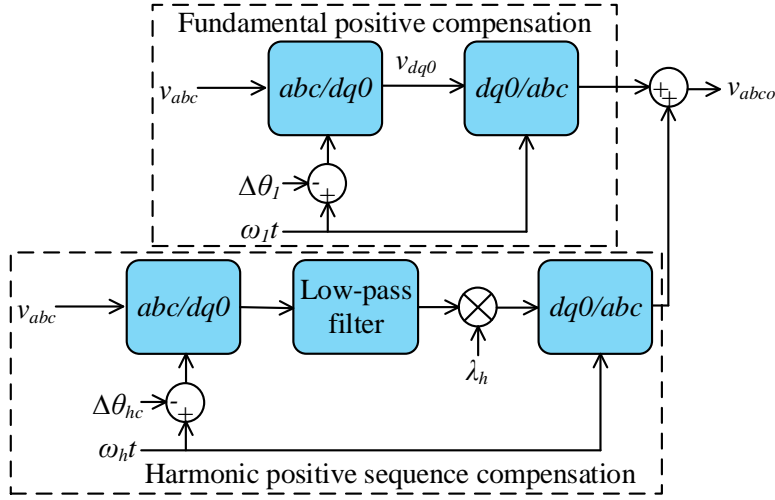 Fundamental positive compensation
v_abc
abc/dq0
v_dq0
dq0/abc
+
+
v_abco
Δθ_1
-
+
ω_1t
v_abc
abc/dq0
Low-pass
filter
dq0/abc
λ_h
Δθ_hc
-
+
ω_ht
Harmonic positive sequence compensation